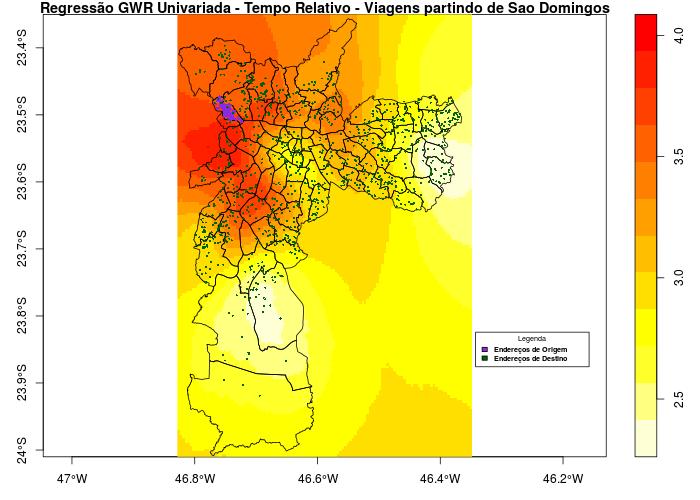 Regressão GWR Univariada - Tempo Relativo - Viagens partindo de Sao Domingos
23.4°S
23.5°S
23.6°S
23.7°S
23.8°S
23.9°S
24°S
47°W
46.8°W
46.6°W
46.4°W
46.2°W
Legenda
Endereços de Origem
Endereços de Destino
4.0
3.5
3.0
2.5